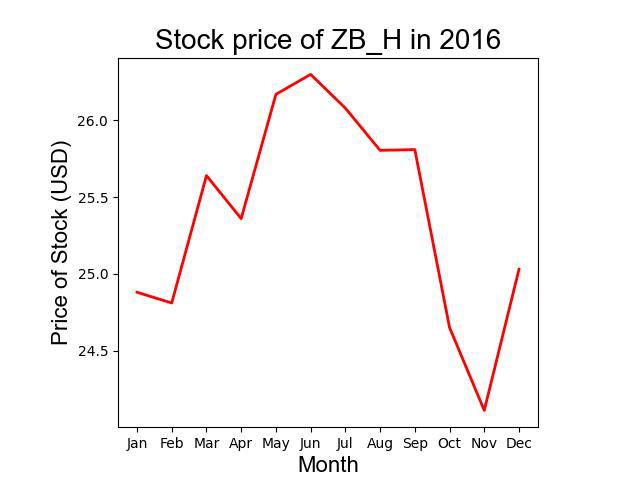 Stock price of ZB_H in 2016
Price of Stock (USD)
26.0
25.5
25.0
24.5
Jan Feb Mar Apr May Jun Jul Aug Sep Oct Nov Dec
Month